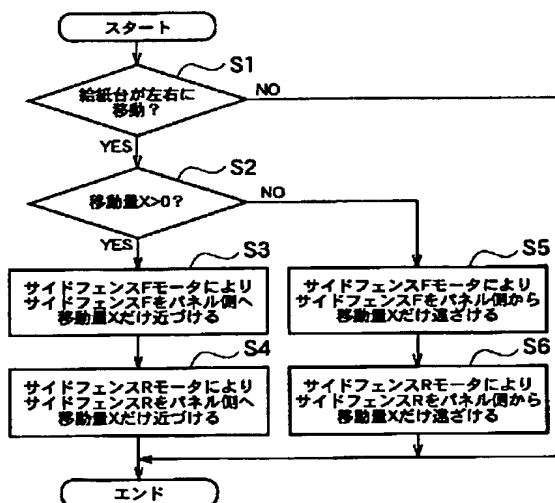 スタート
S1
給紙台が左右に
移動？
NO
YES
S2
移動量X>0？
NO
YES
S3
サイドフェンスFモータにより
サイドフェンスFをパネル側へ
移動量Xだけ近づける
S5
サイドフェンスFモータにより
サイドフェンスFをパネル側から
移動量Xだけ遠ざける
S4
サイドフェンスRモータにより
サイドフェンスRをパネル側へ
移動量Xだけ近づける
S6
サイドフェンスRモータにより
サイドフェンスRをパネル側から
移動量Xだけ遠ざける
エンド